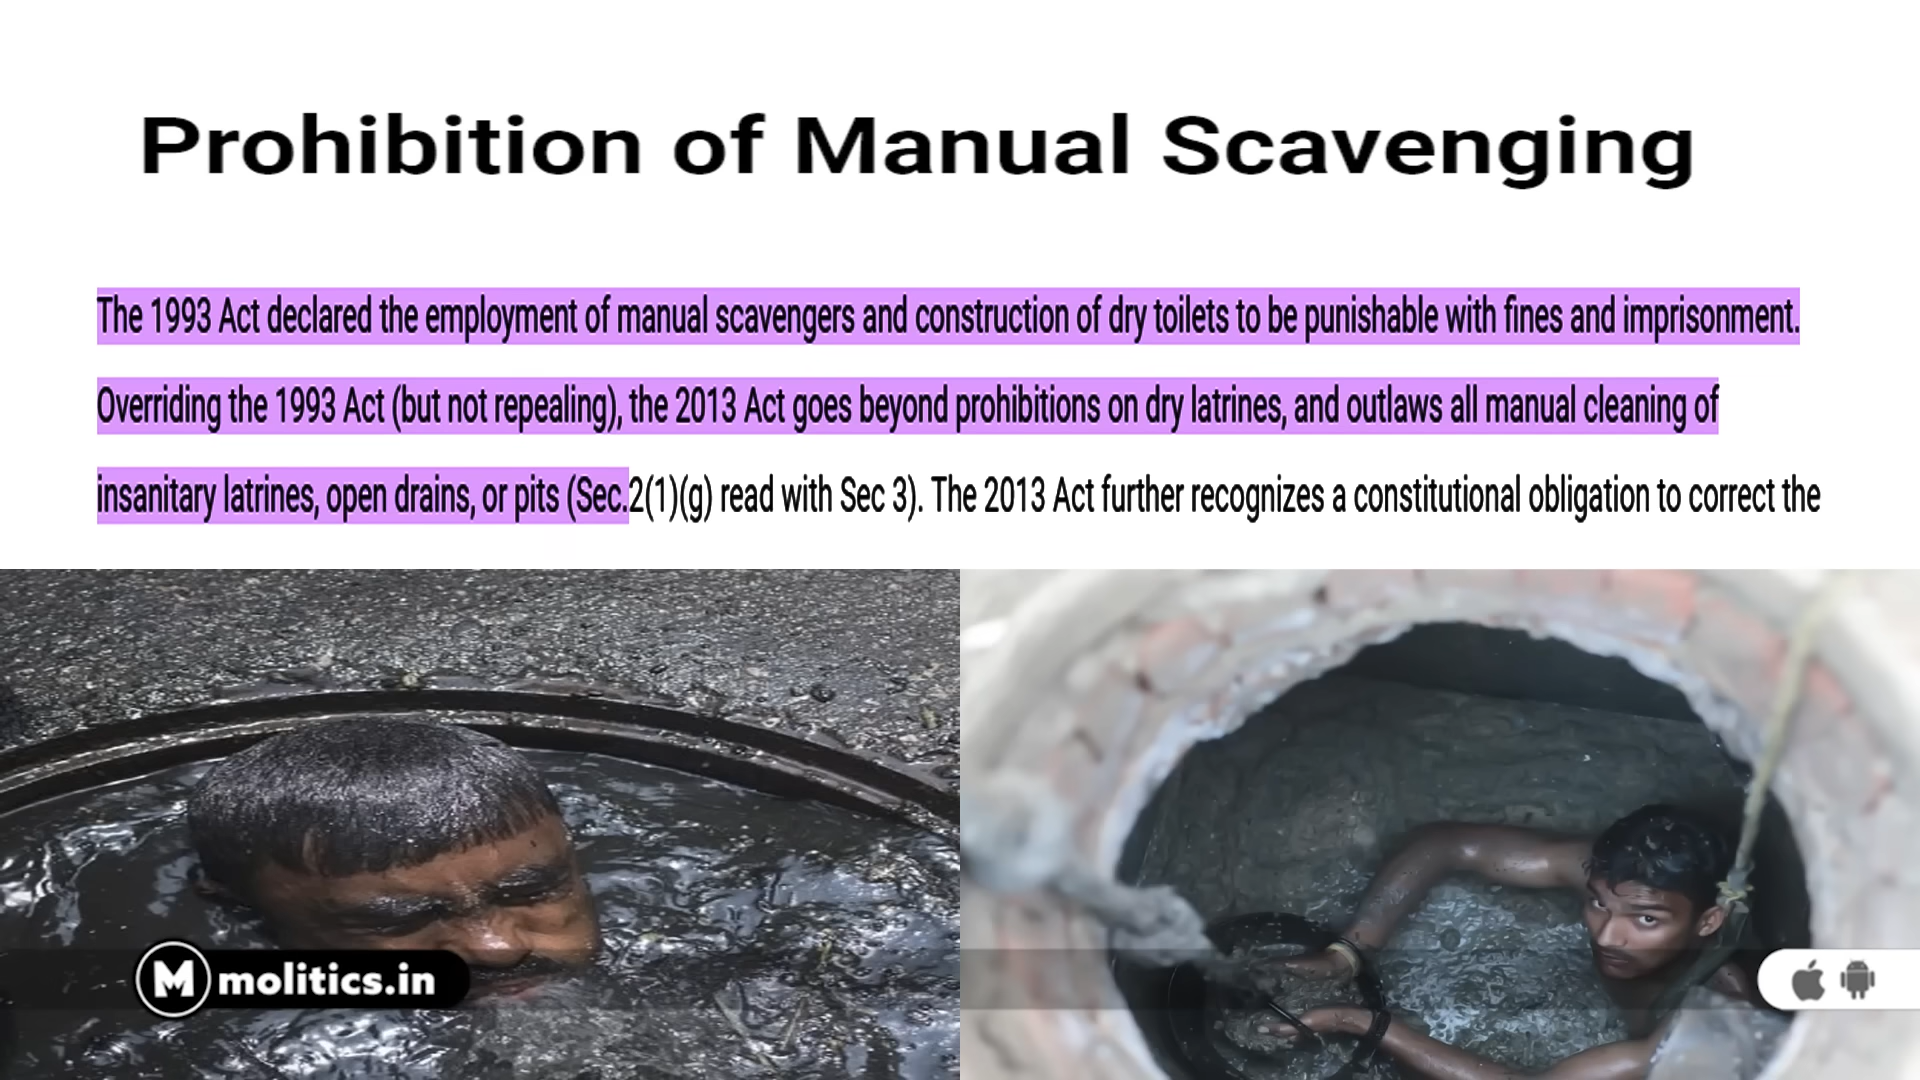 Prohibition of Manual Scavenging
The 1993 Act declared the employment of manual scavengers and construction of dry toilets to be punishable with fines and imprisonment.
Overriding the 1993 Act (but not repealing), the 2013 Act goes beyond prohibitions on dry latrines, and outlaws all manual cleaning of
insanitary latrines, open drains, or pits (Sec.2(1)(g) read with Sec 3). The 2013 Act further recognizes a constitutional obligation to correct the
M molitics.in